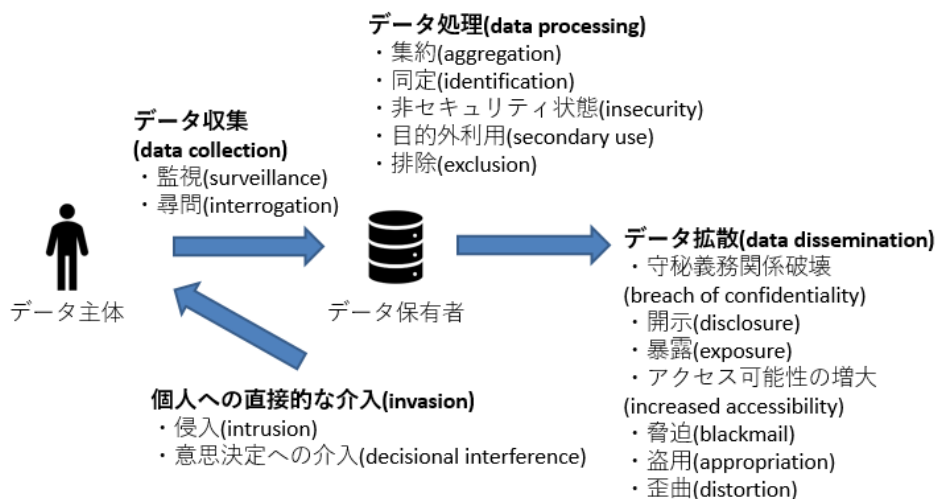 データ処理(data processing)
・集約(aggregation)
・同定(identification)
・非セキュリティ状態(insecurity)
・目的外利用(secondary use)
・排除(exclusion)
データ収集
(data collection)
・監視(surveillance)
・尋問(interrogation)
データ主体
データ保有者
データ拡散(data dissemination)
・守秘義務関係破壊
(breach of confidentiality)
・開示(disclosure)
・暴露(exposure)
・アクセス可能性の増大
(increased accessibility)
・脅迫(blackmail)
・盗用(appropriation)
・歪曲(distortion)
個人への直接的な介入(invasion)
・侵入(intrusion)
・意思決定への介入(decisional interference)